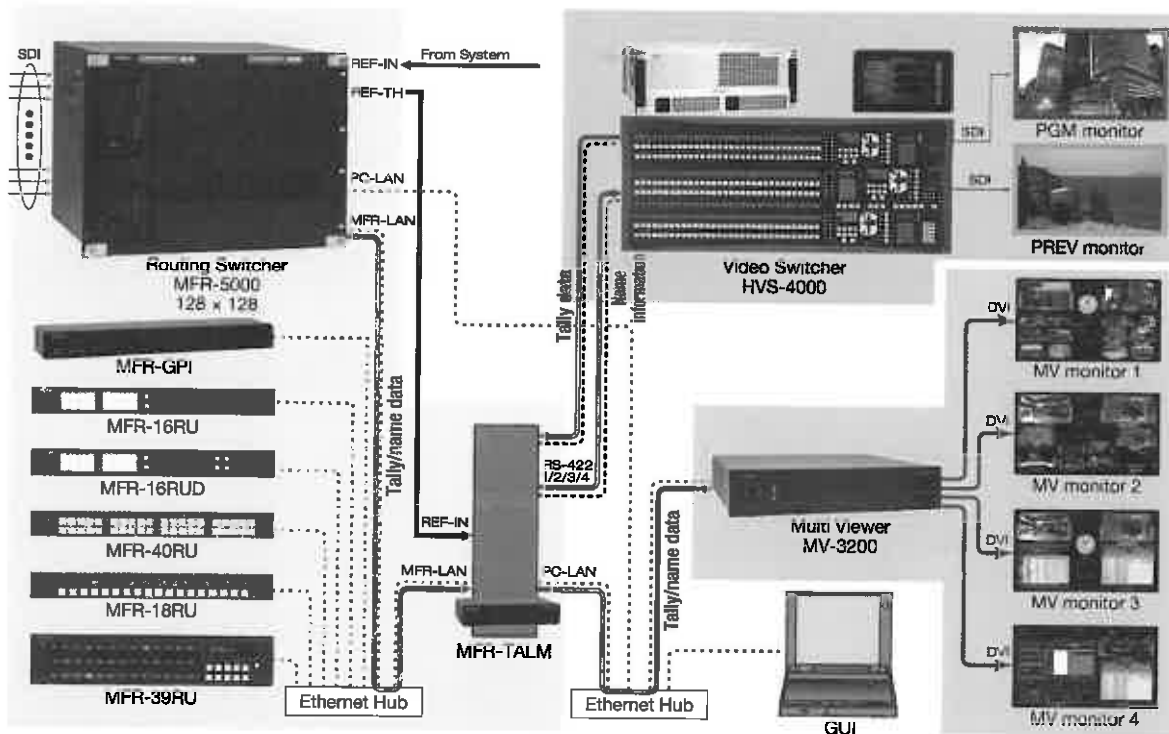 SDI
REF-IN
From System
REF-TH
PC-LAN
MFR-LAN
Routing Switcher
MFR-5000
128 x 128
MFR-GPI
MFR-16RU
MFR-16RUD
MFR-40RU
MFR-18RU
MFR-39RU
Tally/name data
Ethernet Hub
REF-IN
MFR-LAN
MFR-TALM
PC-LAN
RS-422
1/2/3/4
Tally data
Name
information
Video Switcher
HVS-4000
SDI
PGM monitor
SDI
PREV monitor
Tally/name data
Ethernet Hub
Multi Viewer
MV-3200
GUI
DVI
MV monitor 1
DVI
MV monitor 2
DVI
MV monitor 3
DVI
MV monitor 4